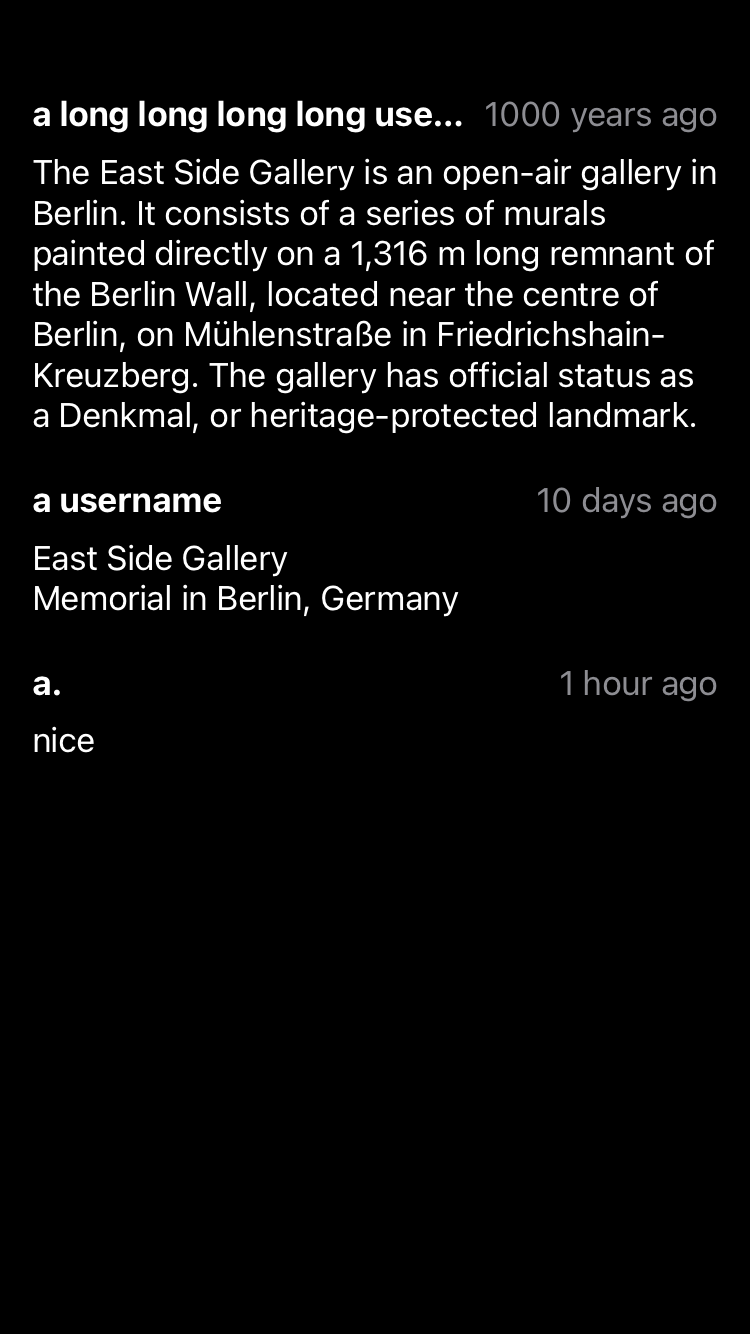 a long long long long use... 1000 years ago
The East Side Gallery is an open-air gallery in
Berlin. It consists of a series of murals
painted directly on a 1,316 m long remnant of
the Berlin Wall, located near the centre of
Berlin, on Mühlenstraße in Friedrichshain-
Kreuzberg. The gallery has official status as
a Denkmal, or heritage-protected landmark.
a username 10 days ago
East Side Gallery
Memorial in Berlin, Germany
a. 1 hour ago
nice